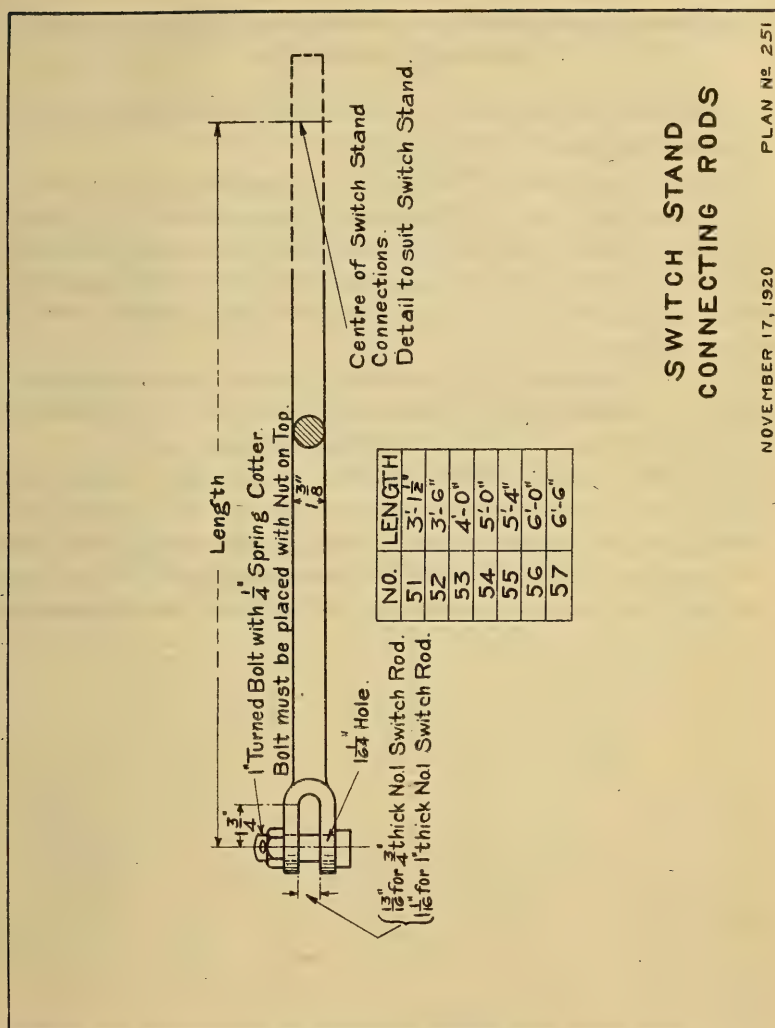 Length
1" Turned Bolt with 1/4" Spring Cotter.
Bolt must be placed with Nut on Top.
1 3/4"
1 3/8"
Centre of Switch Stand
Connections.
Detail to suit Switch Stand.
1 1/64" Hole.
13/16" for 3/4" thick No.1 Switch Rod.
1 1/16" for 1" thick No.1 Switch Rod.
NO. LENGTH
51 3'-1 1/2"
52 3'-6"
53 4'-0"
54 5'-0"
55 5'-4"
56 6'-0"
57 6'-6"
SWITCH STAND
CONNECTING RODS
NOVEMBER 17, 1920 PLAN Nº 251